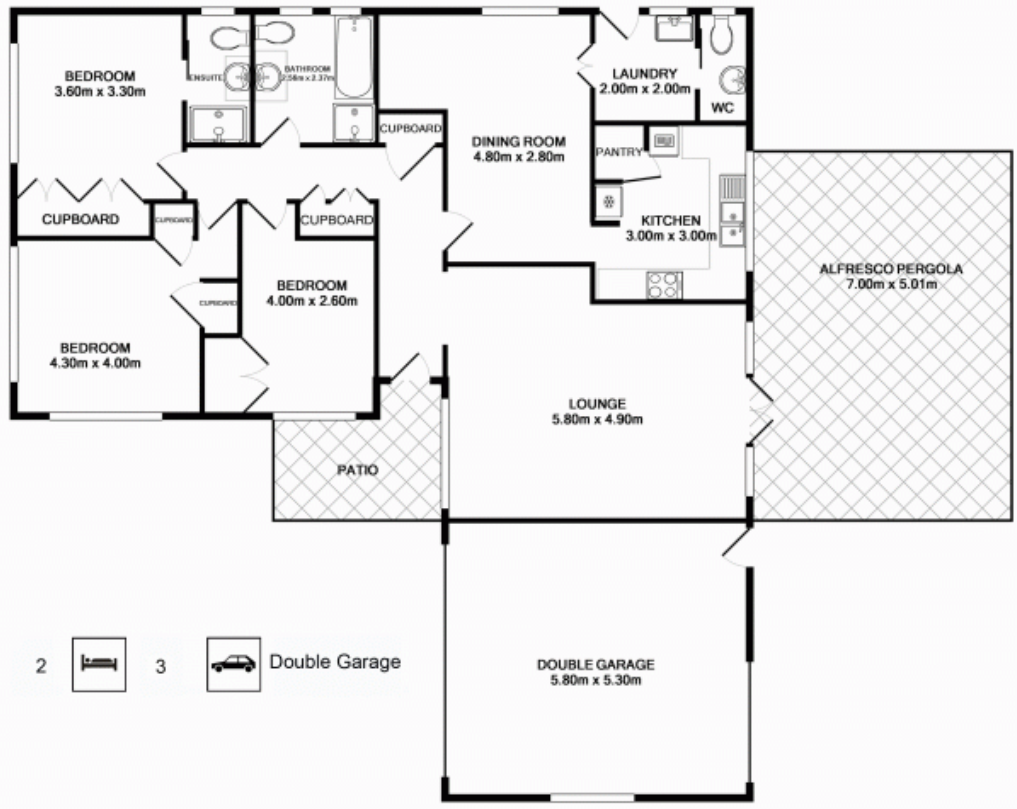 BEDROOM
3.60m x 3.30m
ENSUITE
BATHROOM
2.56m x 2.37m
CUPBOARD
DINING ROOM
4.80m x 2.80m
LAUNDRY
2.00m x 2.00m
WC
PANTRY
KITCHEN
3.00m x 3.00m
CUPBOARD
CUPBOARD
CUPBOARD
BEDROOM
4.00m x 2.60m
CUPBOARD
BEDROOM
4.30m x 4.00m
ALFRESCO PERGOLA
7.00m x 5.01m
LOUNGE
5.80m x 4.90m
PATIO
DOUBLE GARAGE
5.80m x 5.30m
2
3
Double Garage